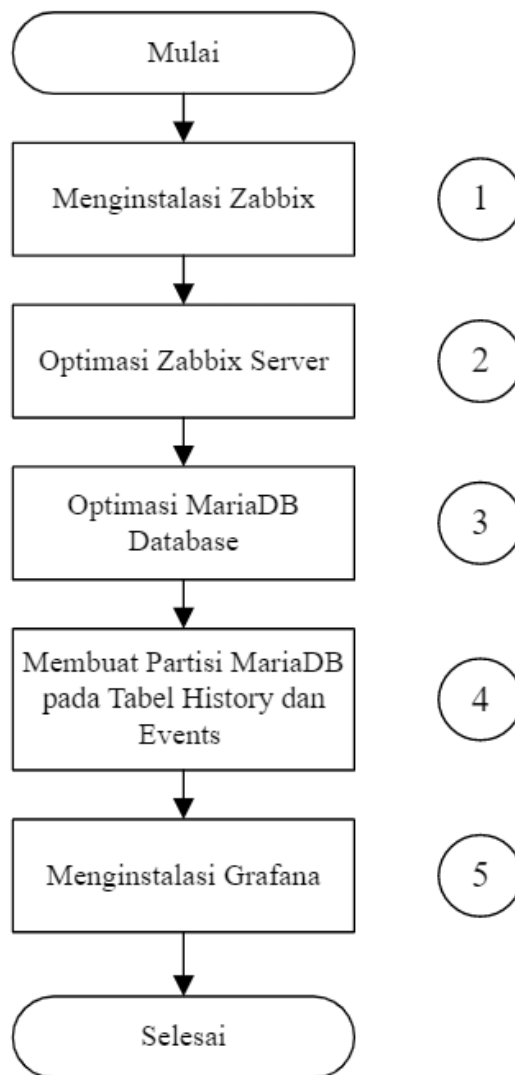 Mulai
Menginstalasi Zabbix
1
Optimasi Zabbix Server
2
Optimasi MariaDB
Database
3
Membuat Partisi MariaDB
pada Tabel History dan
Events
4
Menginstalasi Grafana
5
Selesai